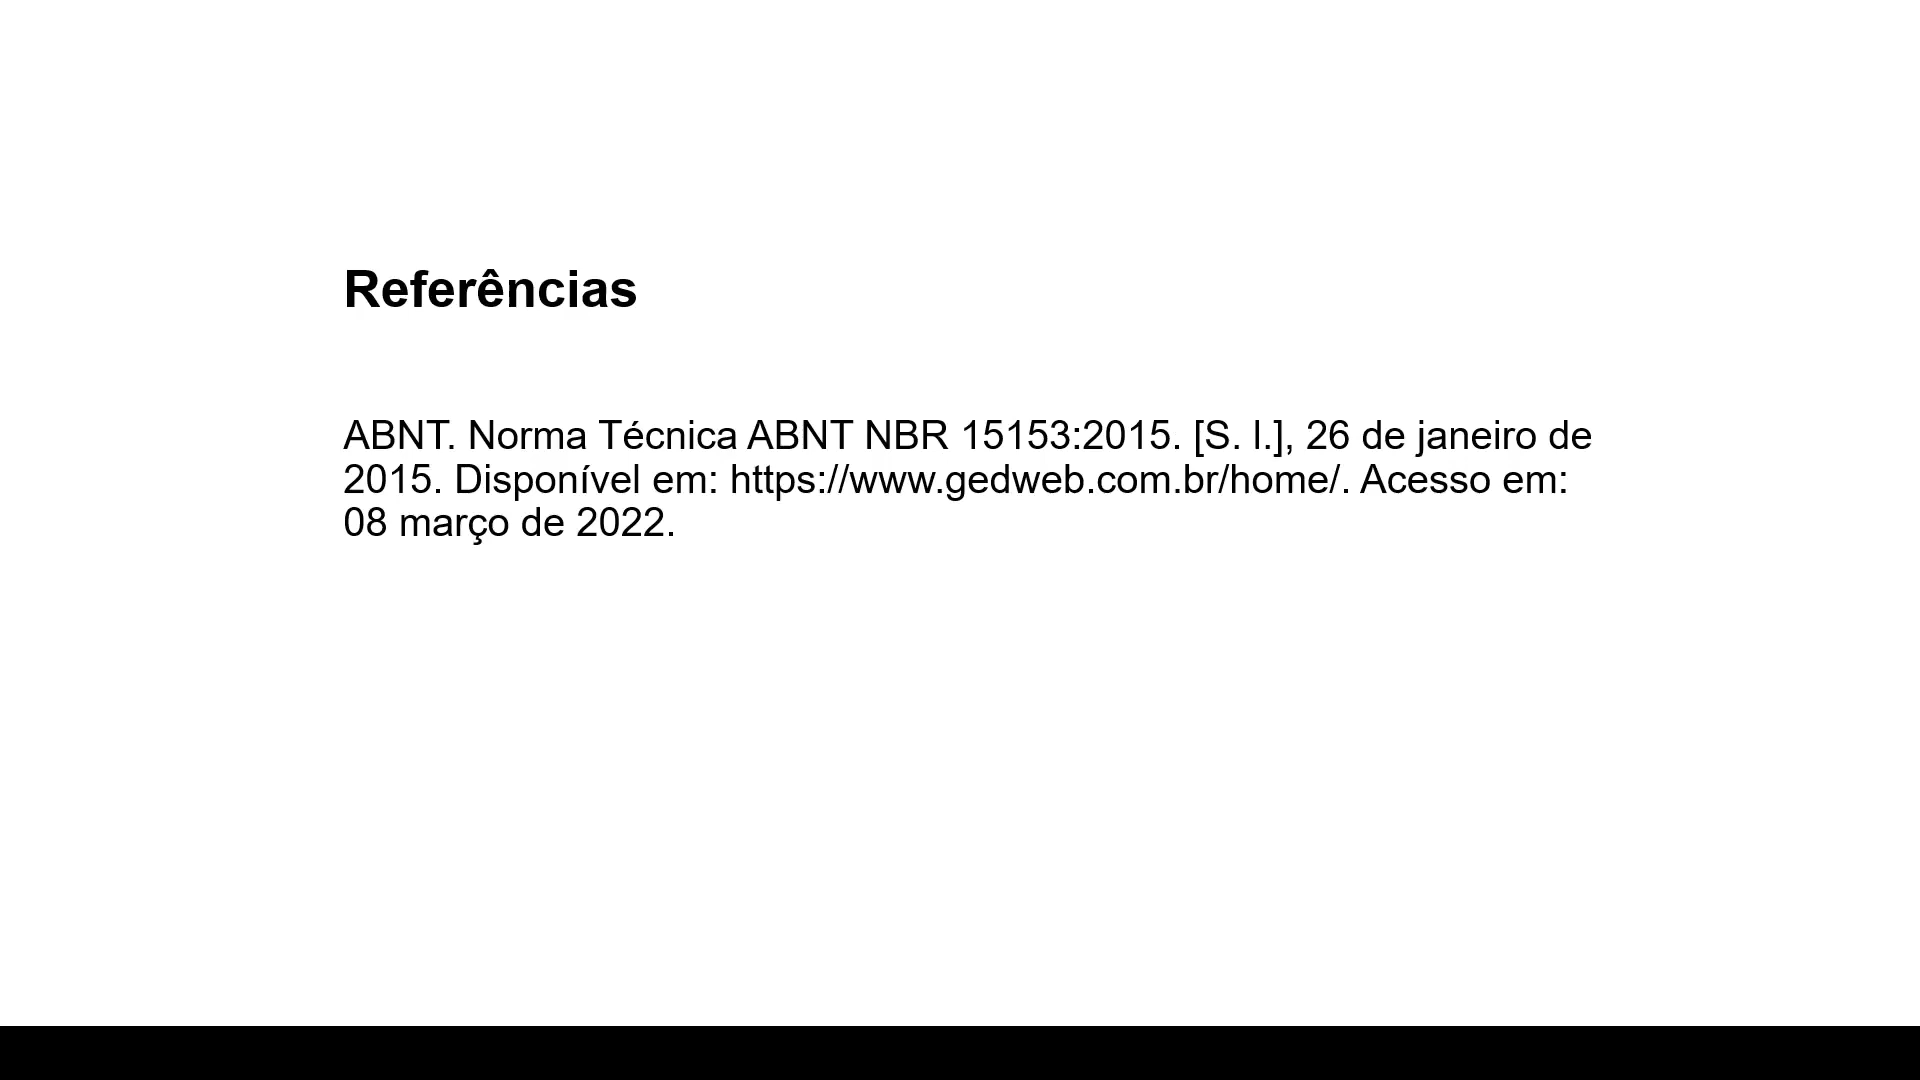 Referências
ABNT. Norma Técnica ABNT NBR 15153:2015. [S. l.], 26 de janeiro de
2015. Disponível em: https://www.gedweb.com.br/home/. Acesso em:
08 março de 2022.